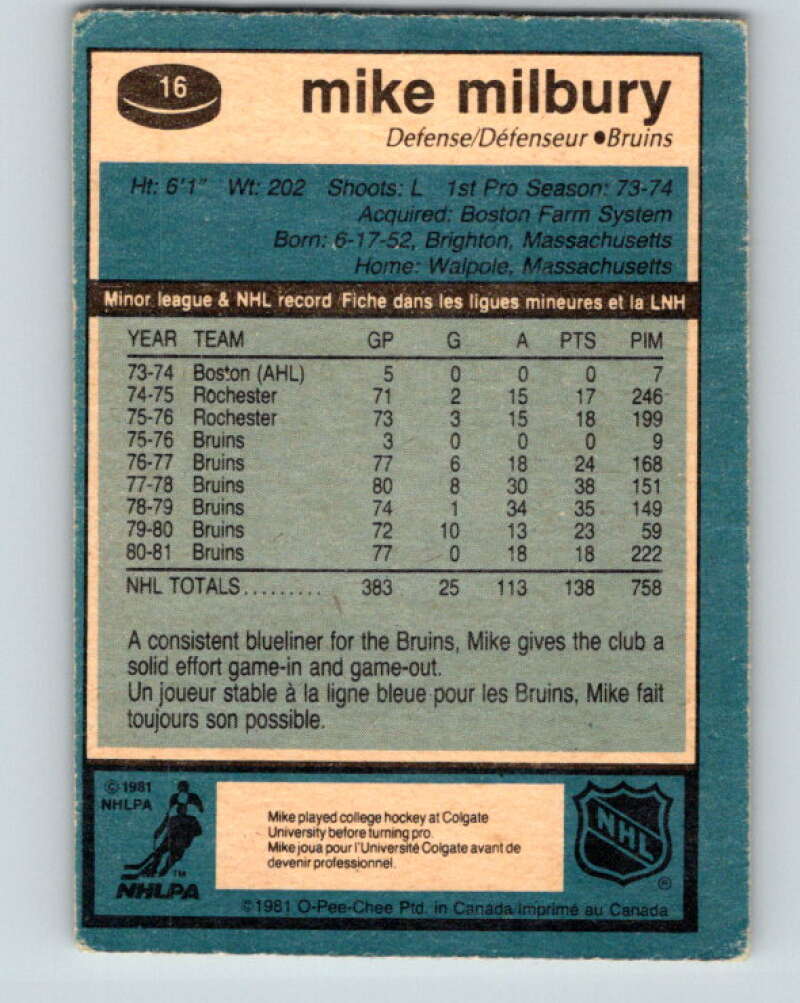 16
mike milbury
Defense/Défenseur ●Bruins
Ht: 6'1" Wt: 202 Shoots: L 1st Pro Season: 73-74
Acquired: Boston Farm System
Born: 6-17-52, Brighton, Massachusetts
Home: Walpole, Massachusetts
Minor league & NHL record/Fiche dans les ligues mineures et la LNH
YEAR TEAM GP G A PTS PIM
73-74 Boston (AHL) 5 0 0 0 7
74-75 Rochester 71 2 15 17 246
75-76 Rochester 73 3 15 18 199
75-76 Bruins 3 0 0 0 9
76-77 Bruins 77 6 18 24 168
77-78 Bruins 80 8 30 38 151
78-79 Bruins 74 1 34 35 149
79-80 Bruins 72 10 13 23 59
80-81 Bruins 77 0 18 18 222
NHL TOTALS......... 383 25 113 138 758
A consistent blueliner for the Bruins, Mike gives the club a
solid effort game-in and game-out.
Un joueur stable à la ligne bleue pour les Bruins, Mike fait
toujours son possible.
©1981
NHLPA
TM
NHLPA
Mike played college hockey at Colgate
University before turning pro.
Mike joua pour l'Université Colgate avant de
devenir professionnel.
NHL
®
©1981 O-Pee-Chee Ptd. in Canada/Imprimé au Canada